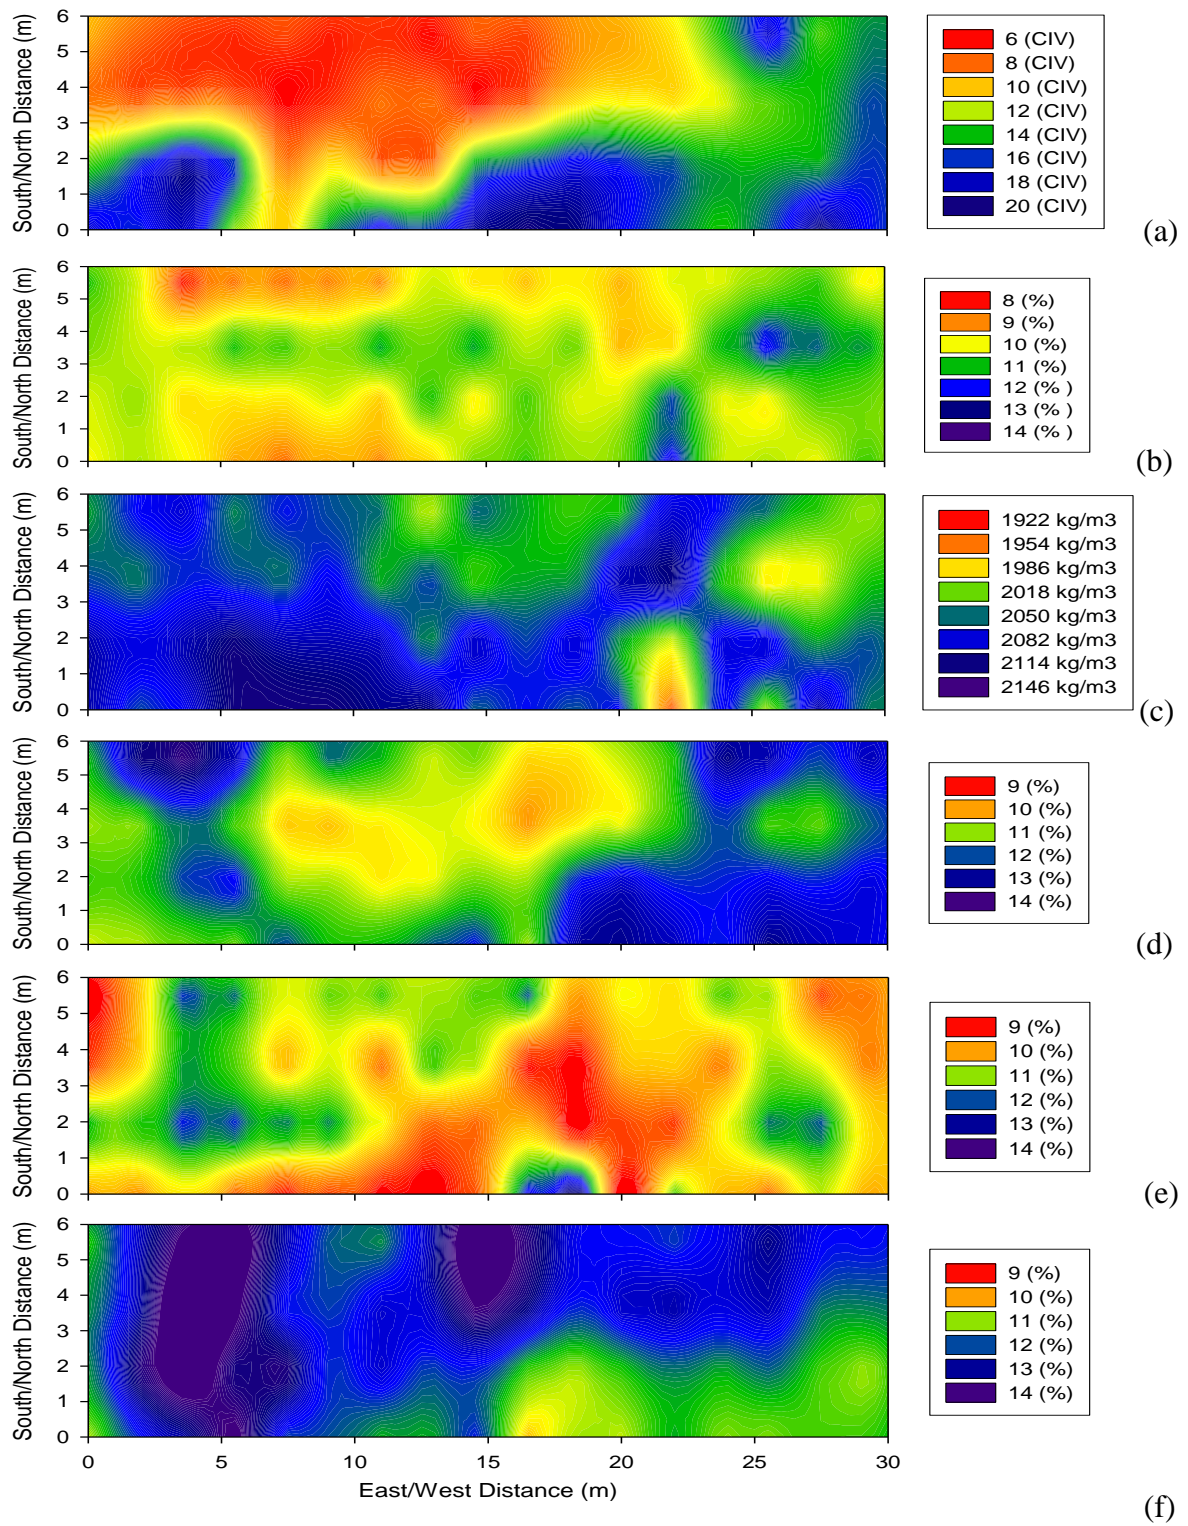 South/North Distance (m)
6
5
4
3
2
1
0
6 (CIV)
8 (CIV)
10 (CIV)
12 (CIV)
14 (CIV)
16 (CIV)
18 (CIV)
20 (CIV)
(a)
South/North Distance (m)
6
5
4
3
2
1
0
8 (%)
9 (%)
10 (%)
11 (%)
12 (% )
13 (% )
14 (% )
(b)
South/North Distance (m)
6
5
4
3
2
1
0
1922 kg/m3
1954 kg/m3
1986 kg/m3
2018 kg/m3
2050 kg/m3
2082 kg/m3
2114 kg/m3
2146 kg/m3
(c)
South/North Distance (m)
6
5
4
3
2
1
0
9 (%)
10 (%)
11 (%)
12 (%)
13 (%)
14 (%)
(d)
South/North Distance (m)
6
5
4
3
2
1
0
9 (%)
10 (%)
11 (%)
12 (%)
13 (%)
14 (%)
(e)
South/North Distance (m)
6
5
4
3
2
1
0
9 (%)
10 (%)
11 (%)
12 (%)
13 (%)
14 (%)
0 5 10 15 20 25 30
East/West Distance (m)
(f)